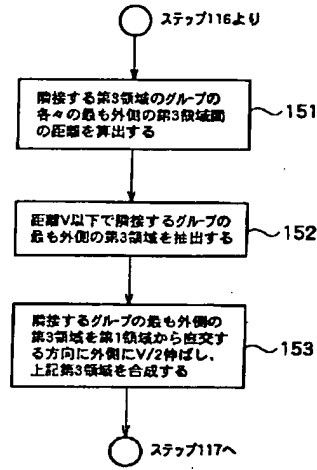 ステップ116より
隣接する第3領域のグループの
各々の最も外側の第3領域間
の距離を算出する
151
距離V以下で隣接するグループの
最も外側の第3領域を抽出する
152
隣接するグループの最も外側の
第3領域を第1領域から直交す
る方向に外側にV/2伸ばし、
上記第3領域を合成する
153
ステップ117へ